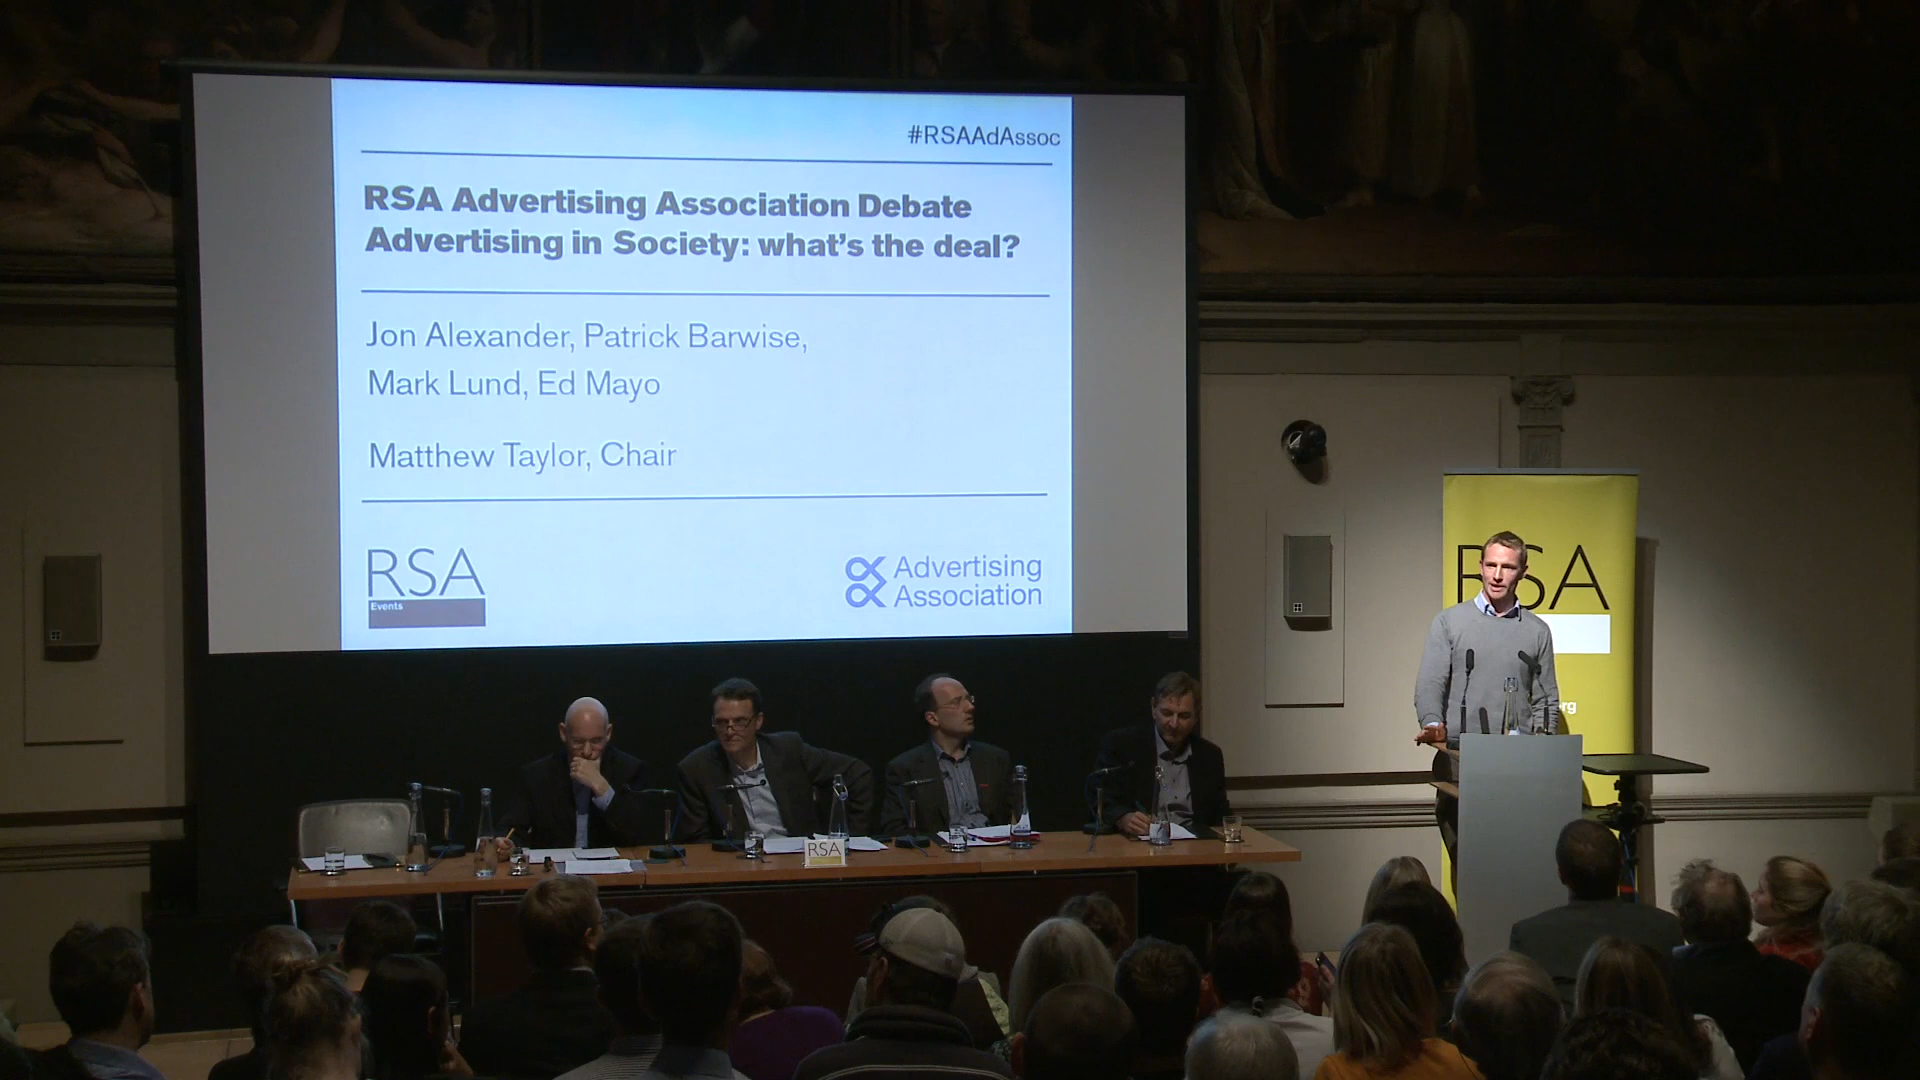 #RSAAdAssoc
RSA Advertising Association Debate
Advertising in Society: what's the deal?
Jon Alexander, Patrick Barwise,
Mark Lund, Ed Mayo
Matthew Taylor, Chair
RSA
Events
Advertising
Association
RSA
RSA